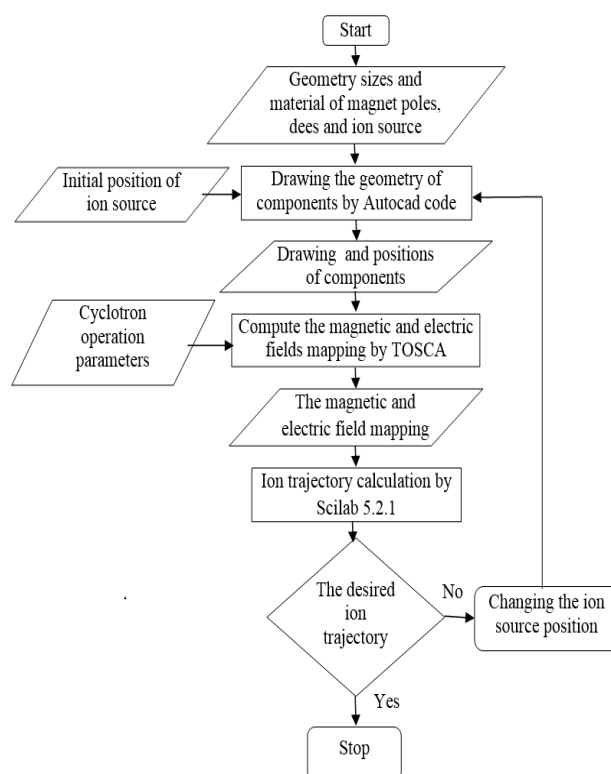 Start
Geometry sizes and
material of magnet poles,
dees and ion source
Initial position of
ion source
Drawing the geometry of
components by Autocad code
Drawing and positions
of components
Cyclotron
operation
parameters
Compute the magnetic and electric
fields mapping by TOSCA
The magnetic and
electric field mapping
Ion trajectory calculation by
Scilab 5.2.1
The desired
ion
trajectory
No
Changing the ion
source position
Yes
Stop